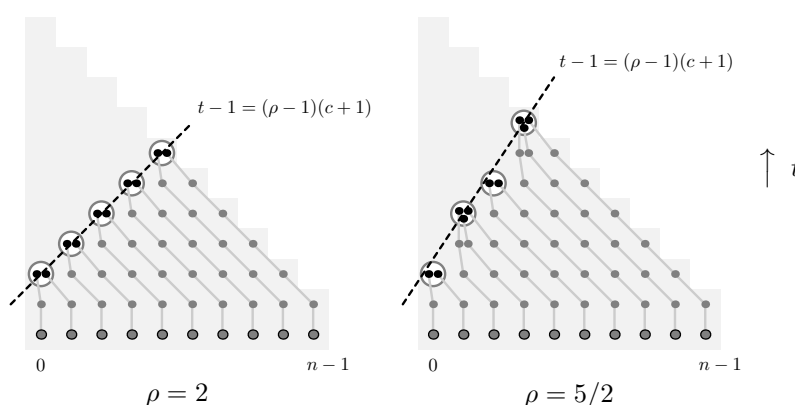 t − 1 = (ρ − 1)(c + 1)
0
n − 1
ρ = 2
t − 1 = (ρ − 1)(c + 1)
0
n − 1
ρ = 5/2
↑